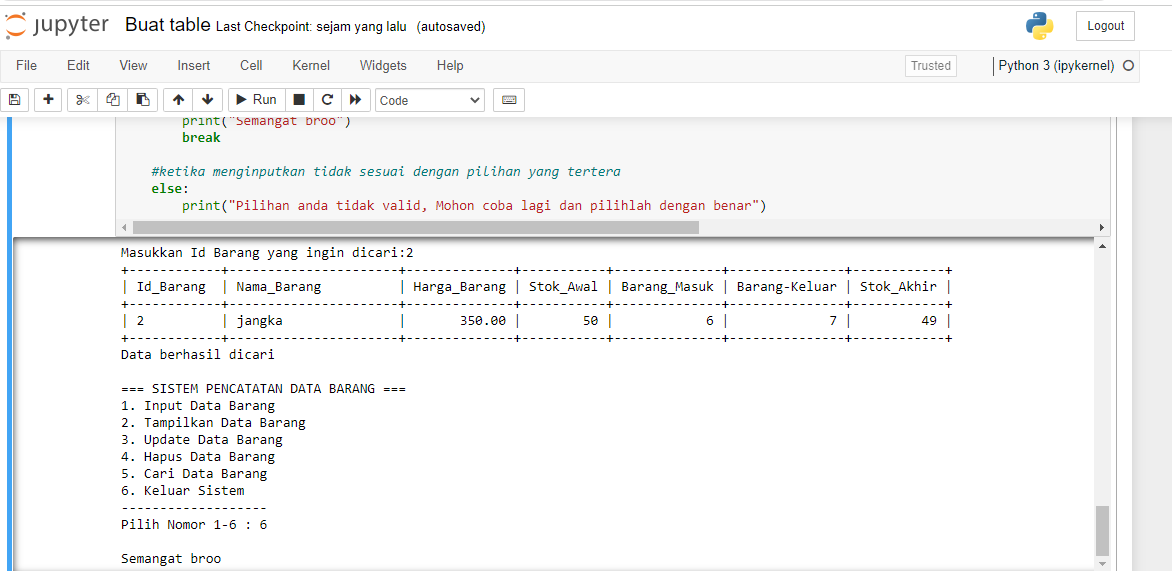 jupyter Buat table Last Checkpoint: sejam yang lalu (autosaved) Logout
File Edit View Insert Cell Kernel Widgets Help Trusted Python 3 (ipykernel)
Run Code
print("Semangat broo")
break
#ketika menginputkan tidak sesuai dengan pilihan yang tertera
else:
print("Pilihan anda tidak valid, Mohon coba lagi dan pilihlah dengan benar")
Masukkan Id Barang yang ingin dicari:2
+------------+----------------------+--------------+-----------+--------------+---------------+------------+
| Id_Barang | Nama_Barang | Harga_Barang | Stok_Awal | Barang_Masuk | Barang-Keluar | Stok_Akhir |
+------------+----------------------+--------------+-----------+--------------+---------------+------------+
| 2 | jangka | 350.00 | 50 | 6 | 7 | 49 |
+------------+----------------------+--------------+-----------+--------------+---------------+------------+
Data berhasil dicari
=== SISTEM PENCATATAN DATA BARANG ===
1. Input Data Barang
2. Tampilkan Data Barang
3. Update Data Barang
4. Hapus Data Barang
5. Cari Data Barang
6. Keluar Sistem
-------------------
Pilih Nomor 1-6 : 6
Semangat broo